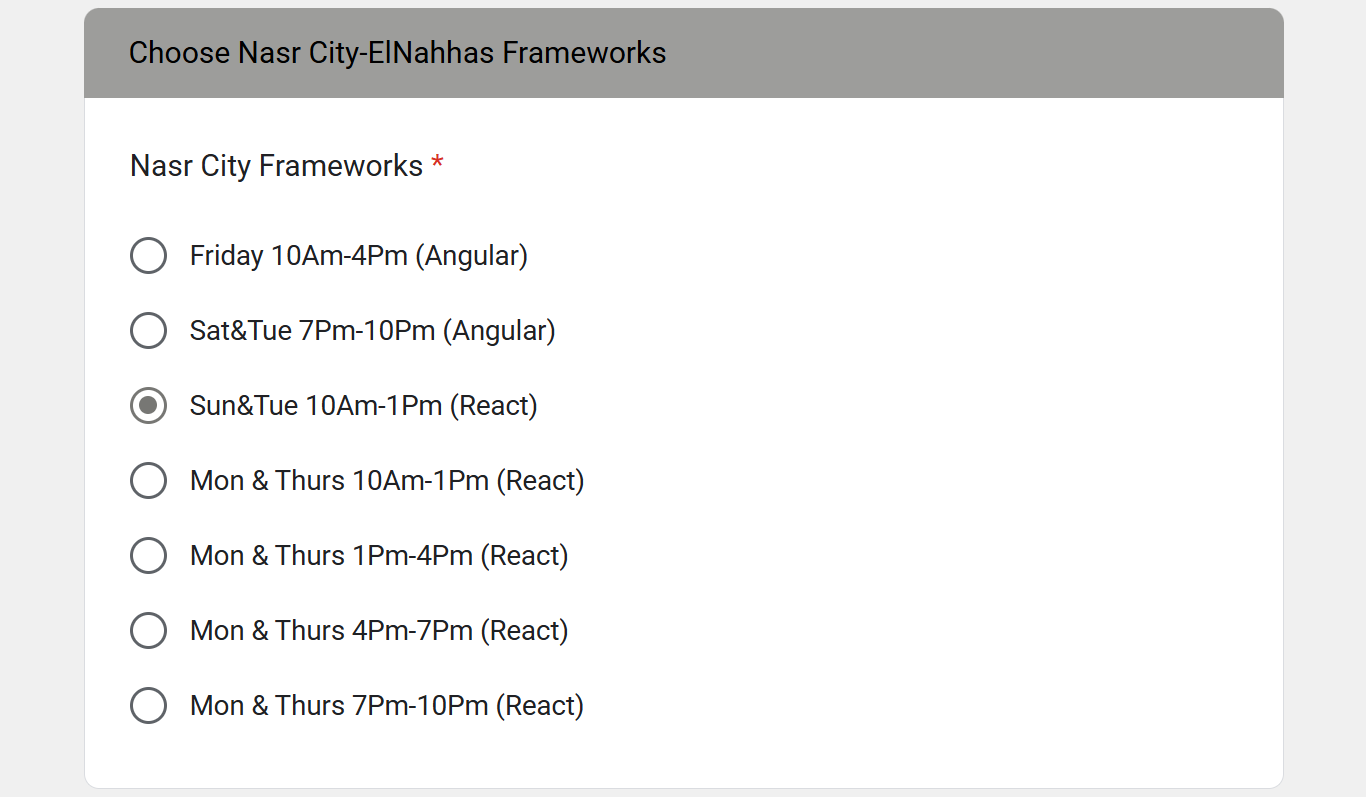 Choose Nasr City-ElNahhas Frameworks
Nasr City Frameworks *
Friday 10Am-4Pm (Angular)
Sat&Tue 7Pm-10Pm (Angular)
Sun&Tue 10Am-1Pm (React)
Mon & Thurs 10Am-1Pm (React)
Mon & Thurs 1Pm-4Pm (React)
Mon & Thurs 4Pm-7Pm (React)
Mon & Thurs 7Pm-10Pm (React)